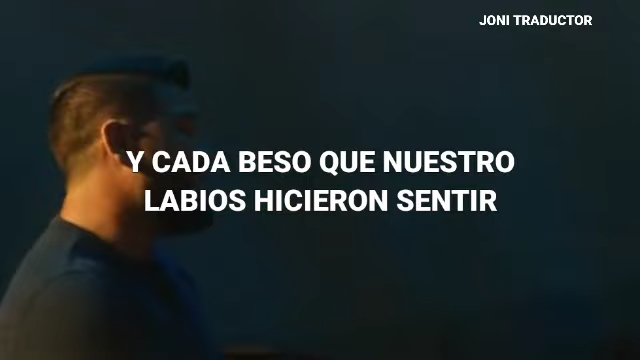 JONI TRADUCTOR
Y CADA BESO QUE NUESTRO
LABIOS HICIERON SENTIR